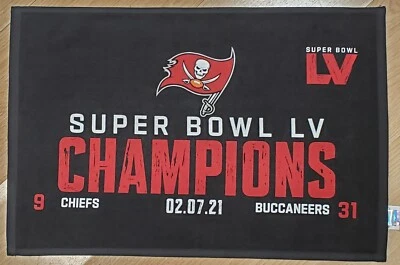 SUPER BOWL
LV
SUPER BOWL LV
CHAMPIONS
9 CHIEFS 02.07.21 BUCCANEERS 31